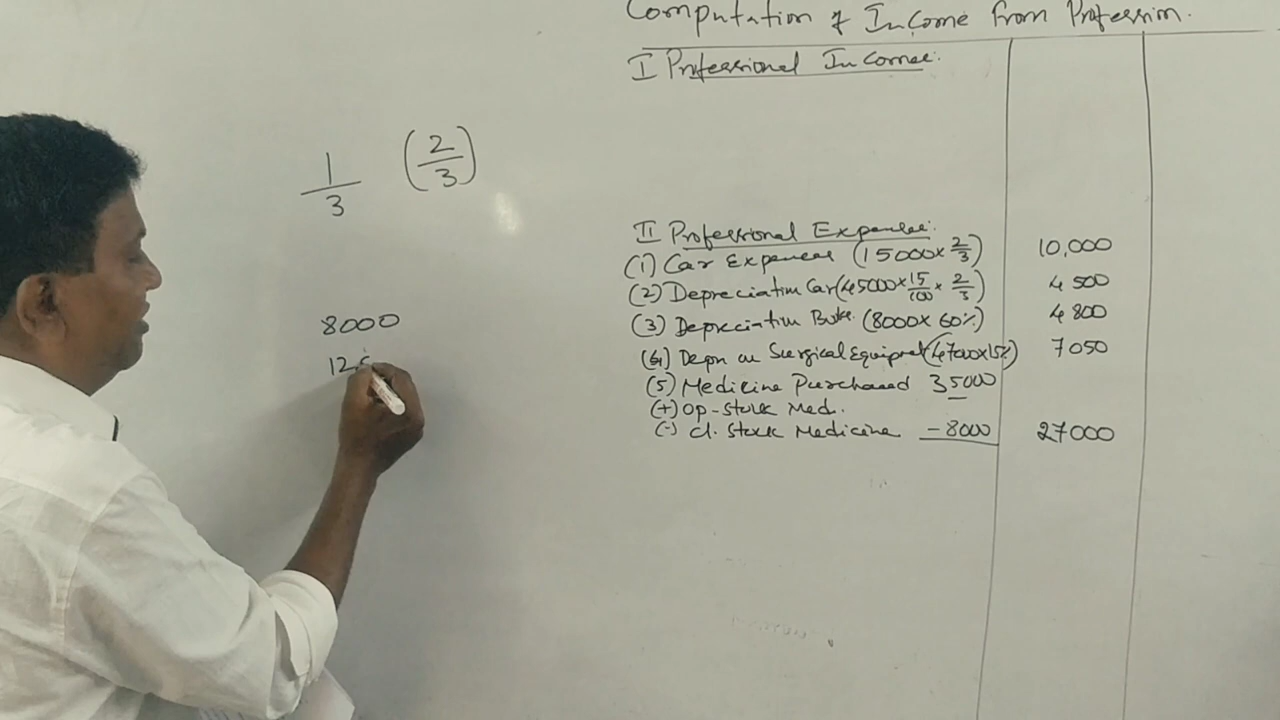 Computation of Income from Profession.
I Professional Incomes:
1/3 (2/3)
II Professional Expenses:
(1) Car Expenses (15000 × 2/3) 10,000
(2) Depreciation Car (45000 × 15/100 × 2/3) 4500
(3) Depreciation Books (8000 × 60%) 4800
(4) Depn on Surgical Equipment (47000 × 15%) 7050
(5) Medicine Purchased 35000
(+) Op-Stock Med.
(-) Cl. Stock Medicine - 8000 27000
8000
12